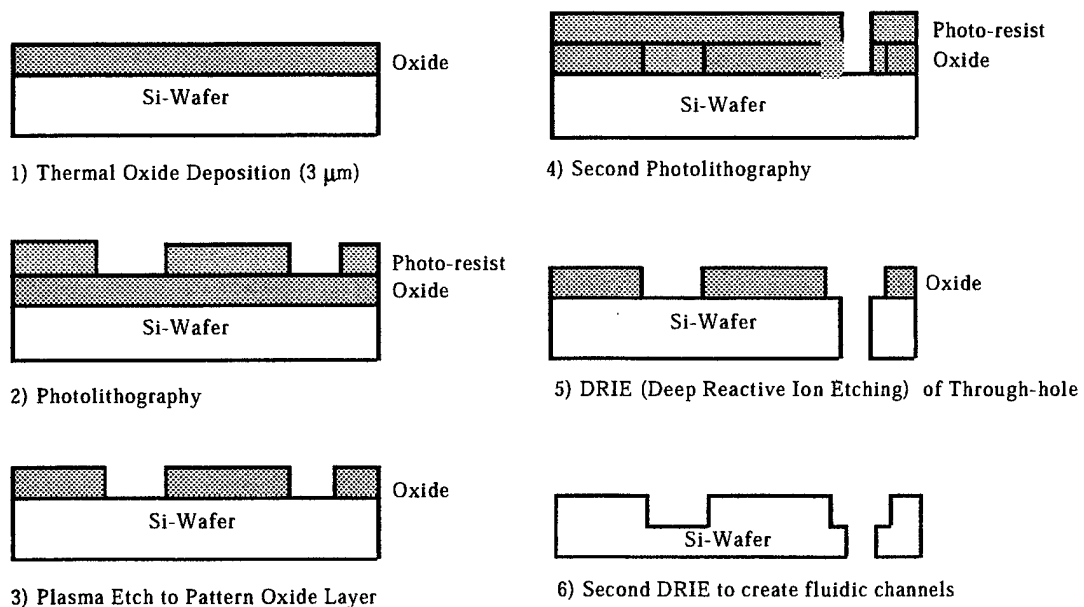 Oxide
Si-Wafer
1) Thermal Oxide Deposition (3 μm)
Photo-resist
Oxide
Si-Wafer
2) Photolithography
Oxide
Si-Wafer
3) Plasma Etch to Pattern Oxide Layer
Photo-resist
Oxide
Si-Wafer
4) Second Photolithography
Oxide
Si-Wafer
5) DRIE (Deep Reactive Ion Etching) of Through-hole
Si-Wafer
6) Second DRIE to create fluidic channels